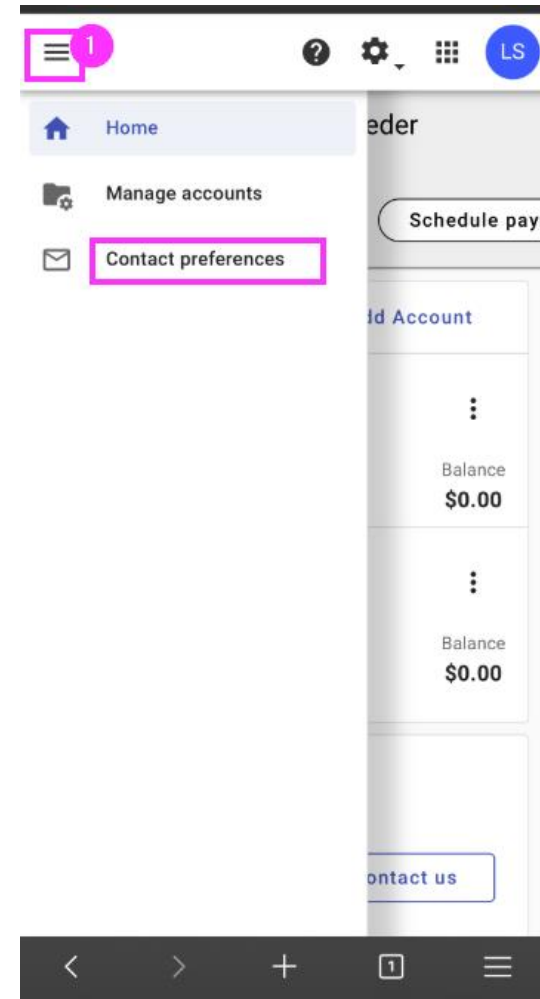 1
LS
Home
eder
Manage accounts
Schedule pay
Contact preferences
dd Account
Balance
$0.00
Balance
$0.00
ontact us
1